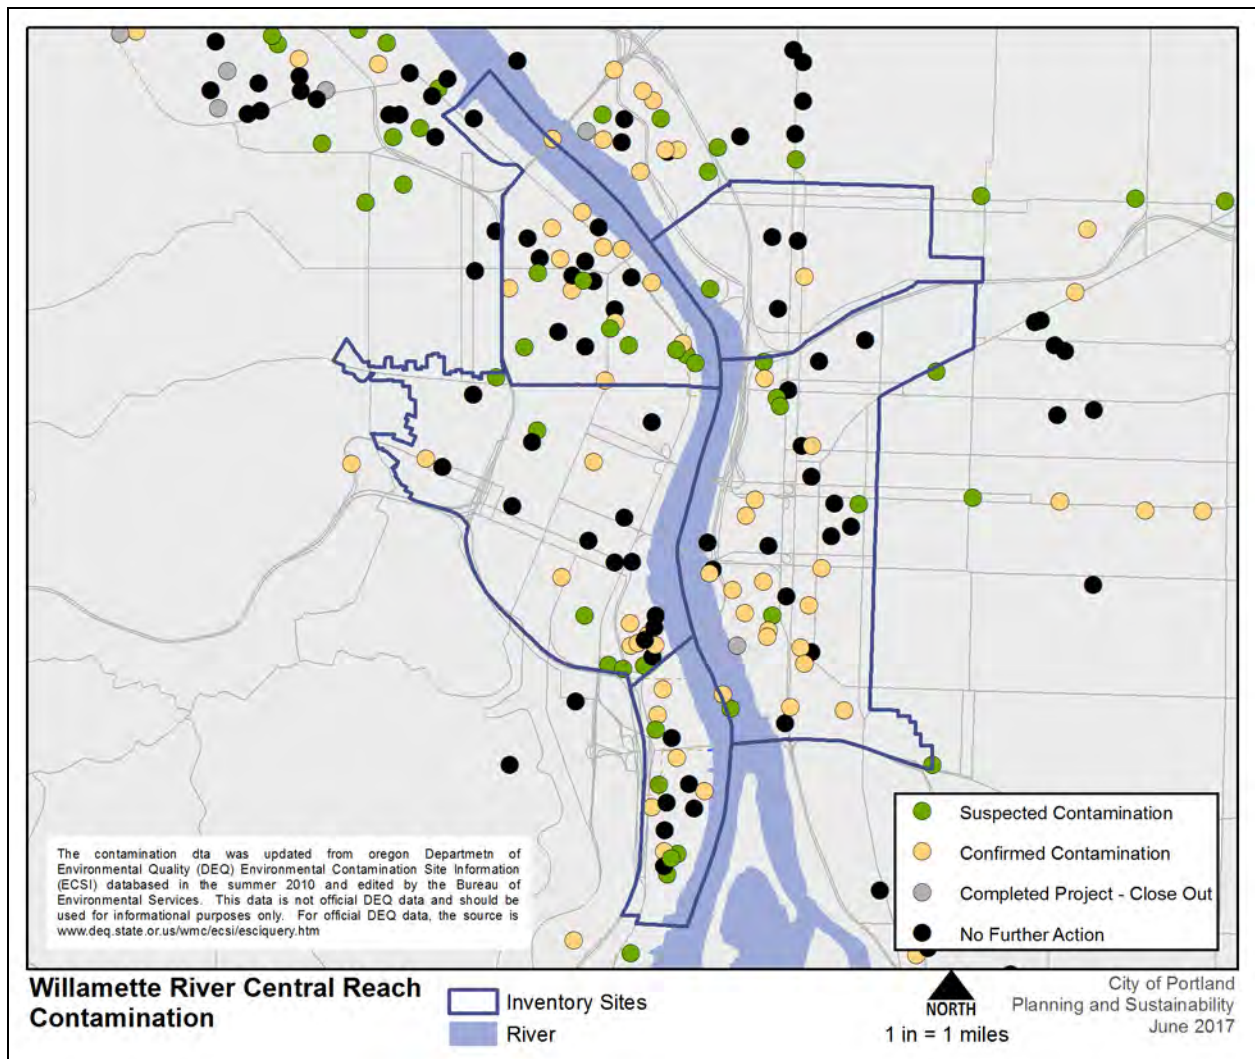 Suspected Contamination
Confirmed Contamination
Completed Project - Close Out
No Further Action
The contamination dta was updated from oregon Departmetn of
Environmental Quality (DEQ) Environmental Contamination Site Information
(ECSI) databased in the summer 2010 and edited by the Bureau of
Environmental Services. This data is not official DEQ data and should be
used for informational purposes only. For official DEQ data, the source is
www.deq.state.or.us/wmc/ecsi/esciquery.htm
Willamette River Central Reach
Contamination
Inventory Sites
River
NORTH
1 in = 1 miles
City of Portland
Planning and Sustainability
June 2017